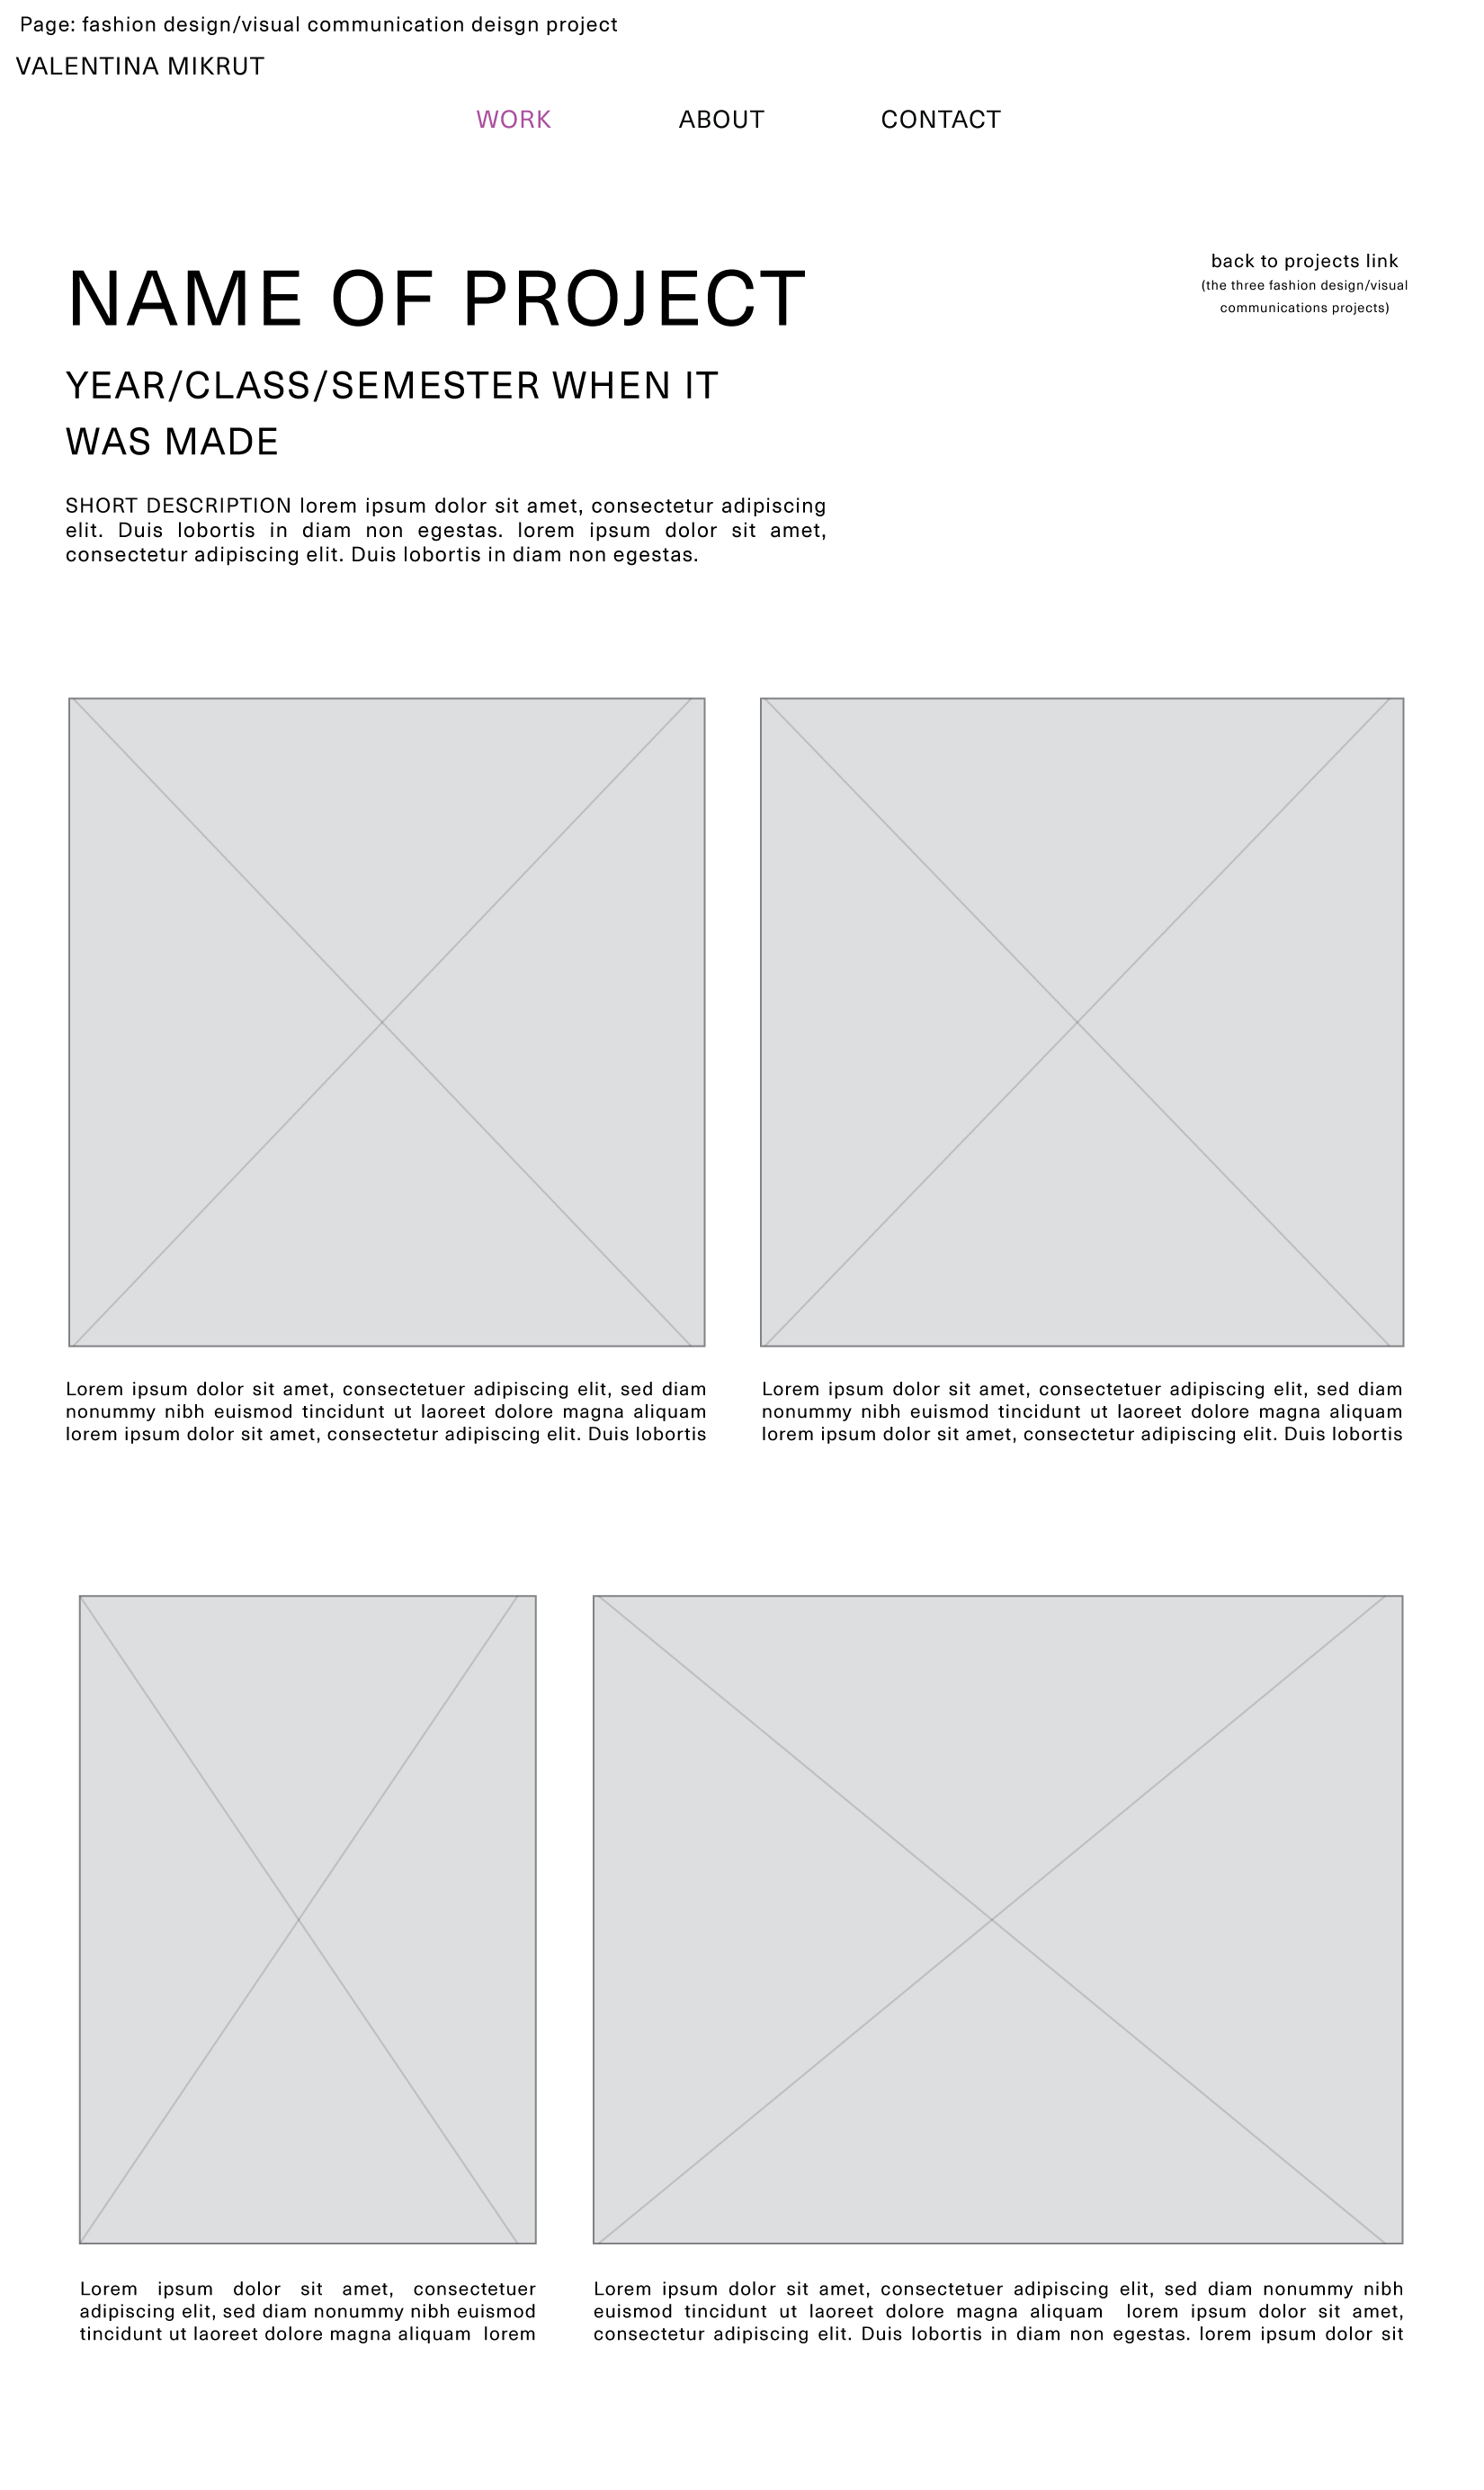 Page: fashion design/visual communication deisgn project
VALENTINA MIKRUT
WORK ABOUT CONTACT
NAME OF PROJECT
back to projects link
(the three fashion design/visual
communications projects)
YEAR/CLASS/SEMESTER WHEN IT
WAS MADE
SHORT DESCRIPTION lorem ipsum dolor sit amet, consectetur adipiscing
elit. Duis lobortis in diam non egestas. lorem ipsum dolor sit amet,
consectetur adipiscing elit. Duis lobortis in diam non egestas.
Lorem ipsum dolor sit amet, consectetuer adipiscing elit, sed diam
nonummy nibh euismod tincidunt ut laoreet dolore magna aliquam
lorem ipsum dolor sit amet, consectetur adipiscing elit. Duis lobortis
Lorem ipsum dolor sit amet, consectetuer adipiscing elit, sed diam
nonummy nibh euismod tincidunt ut laoreet dolore magna aliquam
lorem ipsum dolor sit amet, consectetur adipiscing elit. Duis lobortis
Lorem ipsum dolor sit amet, consectetuer
adipiscing elit, sed diam nonummy nibh euismod
tincidunt ut laoreet dolore magna aliquam lorem
Lorem ipsum dolor sit amet, consectetuer adipiscing elit, sed diam nonummy nibh
euismod tincidunt ut laoreet dolore magna aliquam lorem ipsum dolor sit amet,
consectetur adipiscing elit. Duis lobortis in diam non egestas. lorem ipsum dolor sit